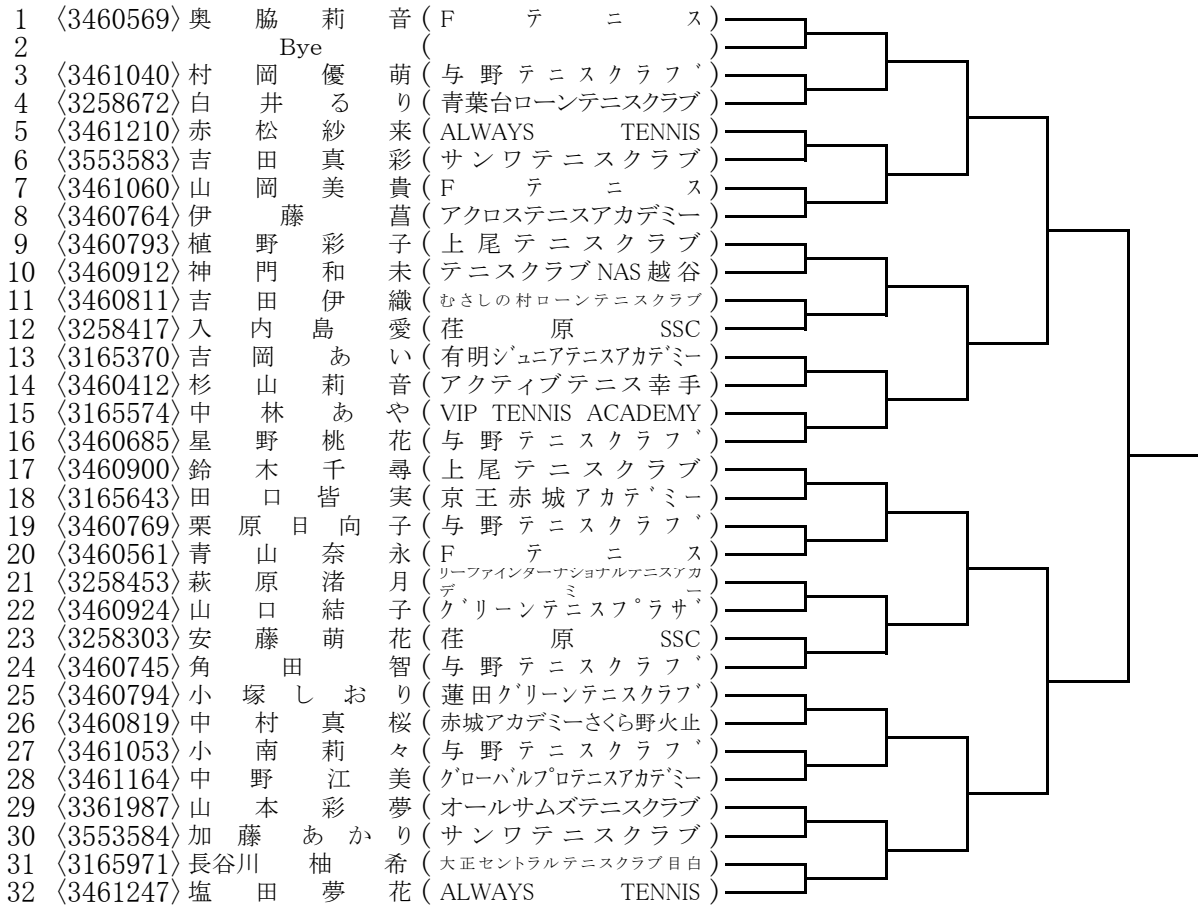 1 〈3460569〉奥脇莉音(Fテニス)
2 Bye ( )
3 〈3461040〉村岡優萌(与野テニスクラブ)
4 〈3258672〉白井るり(青葉台ローンテニスクラブ)
5 〈3461210〉赤松紗来(ALWAYS TENNIS)
6 〈3553583〉吉田真彩(サンワテニスクラブ)
7 〈3461060〉山岡美貴(Fテニス)
8 〈3460764〉伊藤菖(アクロステニスアカデミー)
9 〈3460793〉植野彩子(上尾テニスクラブ)
10 〈3460912〉神門和未(テニスクラブNAS越谷)
11 〈3460811〉吉田伊織(むさしの村ローンテニスクラブ)
12 〈3258417〉入内島愛(荏原SSC)
13 〈3165370〉吉岡あい(有明ジュニアテニスアカデミー)
14 〈3460412〉杉山莉音(アクティブテニス幸手)
15 〈3165574〉中林あや(VIP TENNIS ACADEMY)
16 〈3460685〉星野桃花(与野テニスクラブ)
17 〈3460900〉鈴木千尋(上尾テニスクラブ)
18 〈3165643〉田口皆実(京王赤城アカデミー)
19 〈3460769〉栗原日向子(与野テニスクラブ)
20 〈3460561〉青山奈永(Fテニス)
21 〈3258453〉萩原渚月(リーファインターナショナルテニスアカデミー)
22 〈3460924〉山口結子(グリーンテニスプラザ)
23 〈3258303〉安藤萌花(荏原SSC)
24 〈3460745〉角田智(与野テニスクラブ)
25 〈3460794〉小塚しおり(蓮田グリーンテニスクラブ)
26 〈3460819〉中村真桜(赤城アカデミーさくら野火止)
27 〈3461053〉小南莉々(与野テニスクラブ)
28 〈3461164〉中野江美(グローバルプロテニスアカデミー)
29 〈3361987〉山本彩夢(オールサムズテニスクラブ)
30 〈3553584〉加藤あかり(サンワテニスクラブ)
31 〈3165971〉長谷川柚希(大正セントラルテニスクラブ目白)
32 〈3461247〉塩田夢花(ALWAYS TENNIS)